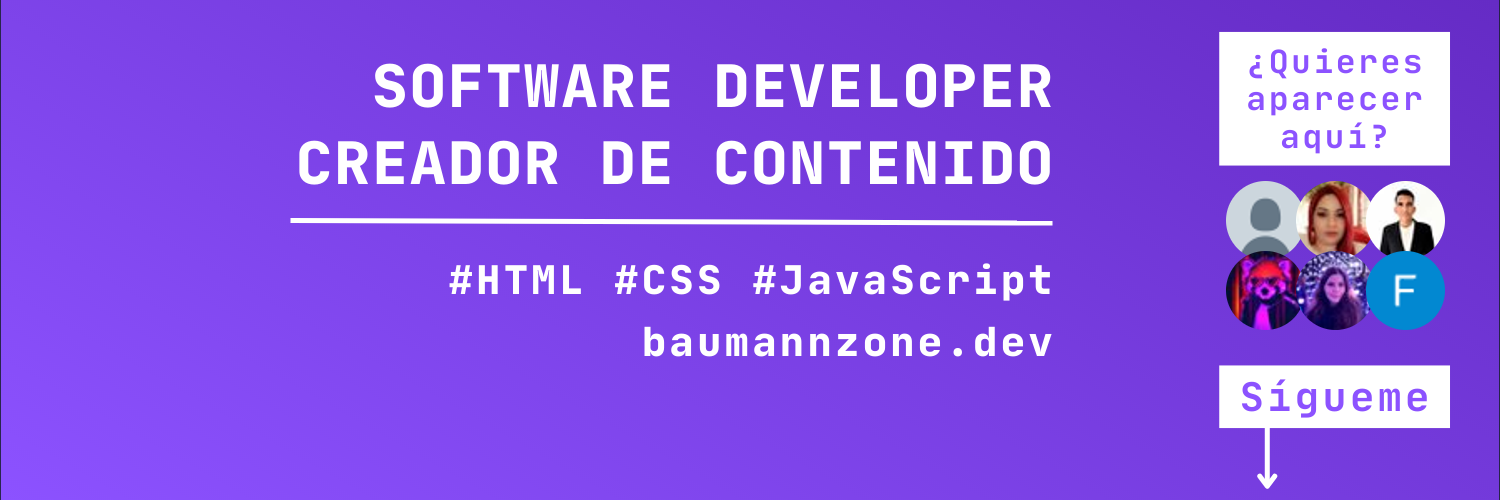 SOFTWARE DEVELOPER
CREADOR DE CONTENIDO
#HTML #CSS #JavaScript
baumannzone.dev
¿Quieres
aparecer
aquí?
F
Sígueme